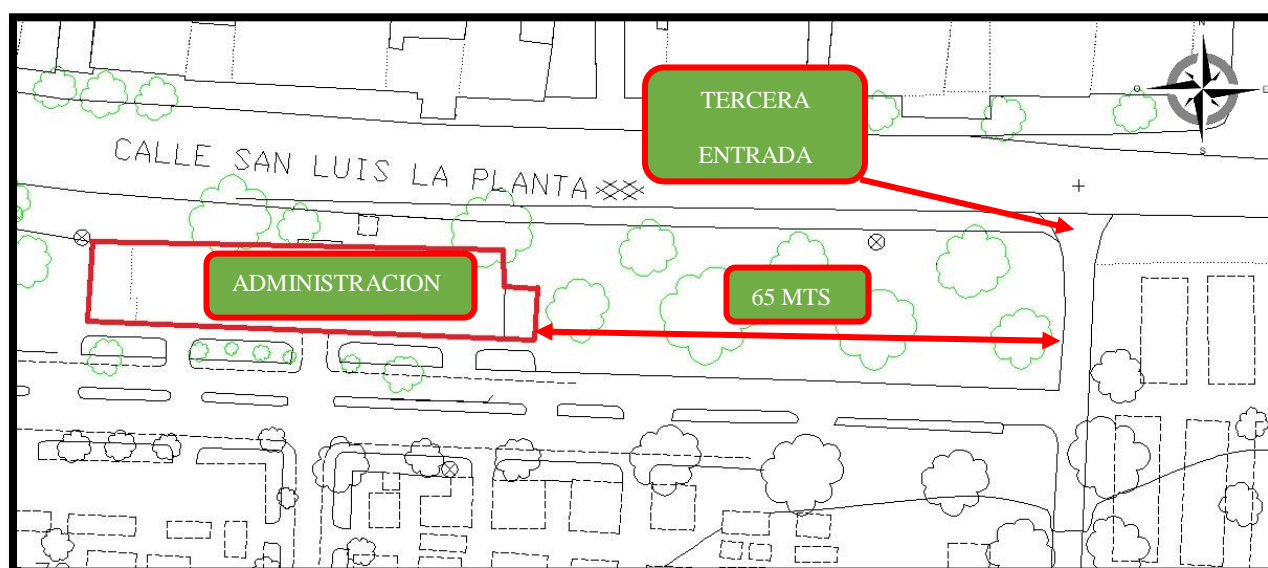 N
O
E
S
TERCERA
ENTRADA
CALLE SAN LUIS LA PLANTA
ADMINISTRACION
65 MTS